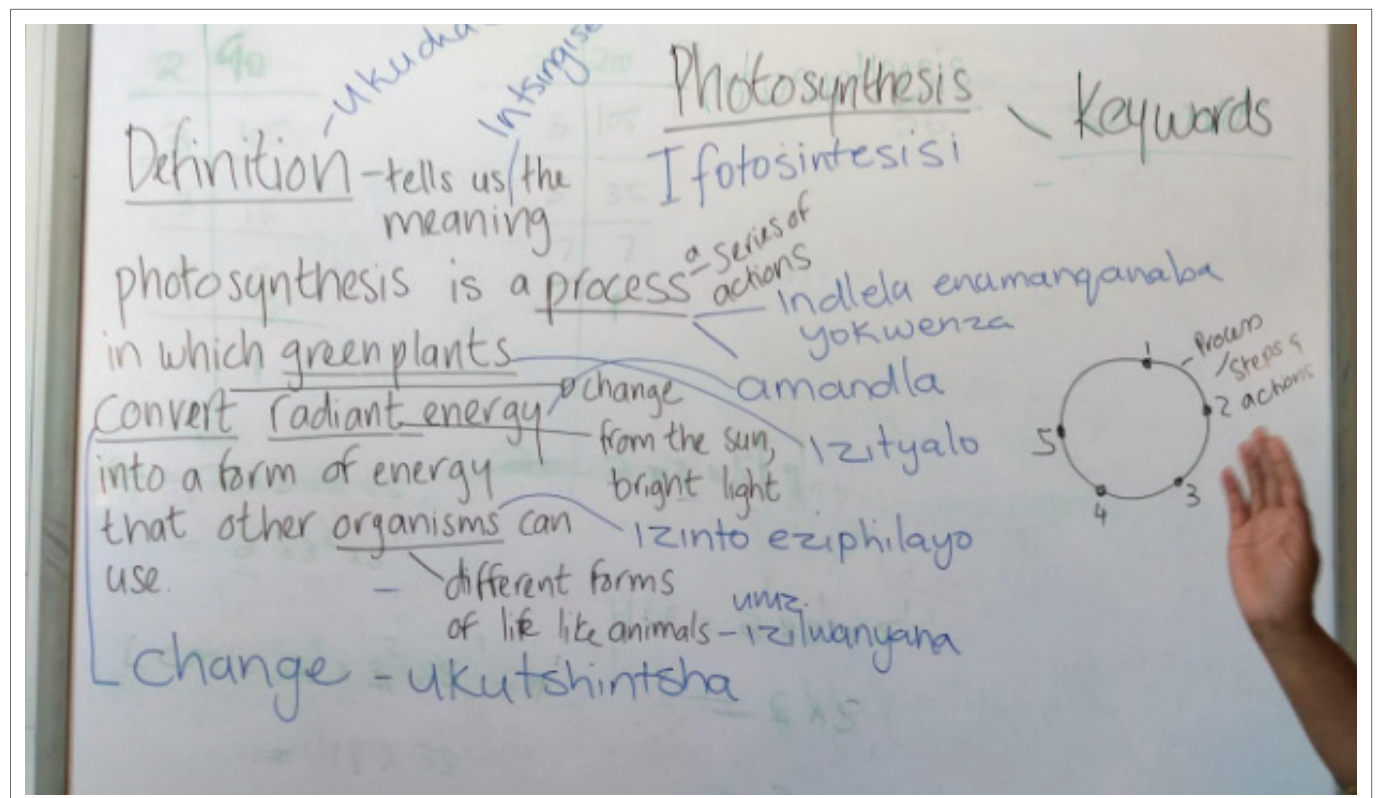 Photosynthesis
Keywords
Ifotosintesisi
Definition - tells us the
meaning
photosynthesis is a process - a series of
actions
indlela enamanqanaba
yokwenza
in which green plants
amandla
convert radiant energy
change
from the sun,
bright light
izityalo
into a form of energy
that other organisms can
izinto eziphilayo
use.
different forms
of life like animals - izilwanyana
umz.
change - ukutshintsha
1
Process
/steps &
2 actions
3
4
5
2 90